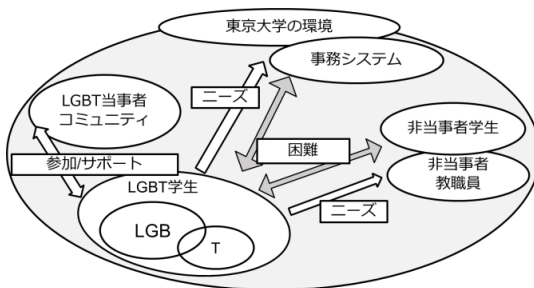 東京大学の環境
事務システム
LGBT当事者
コミュニティ
ニーズ
非当事者学生
困難
参加/サポート
非当事者
教職員
LGBT学生
ニーズ
LGB
T